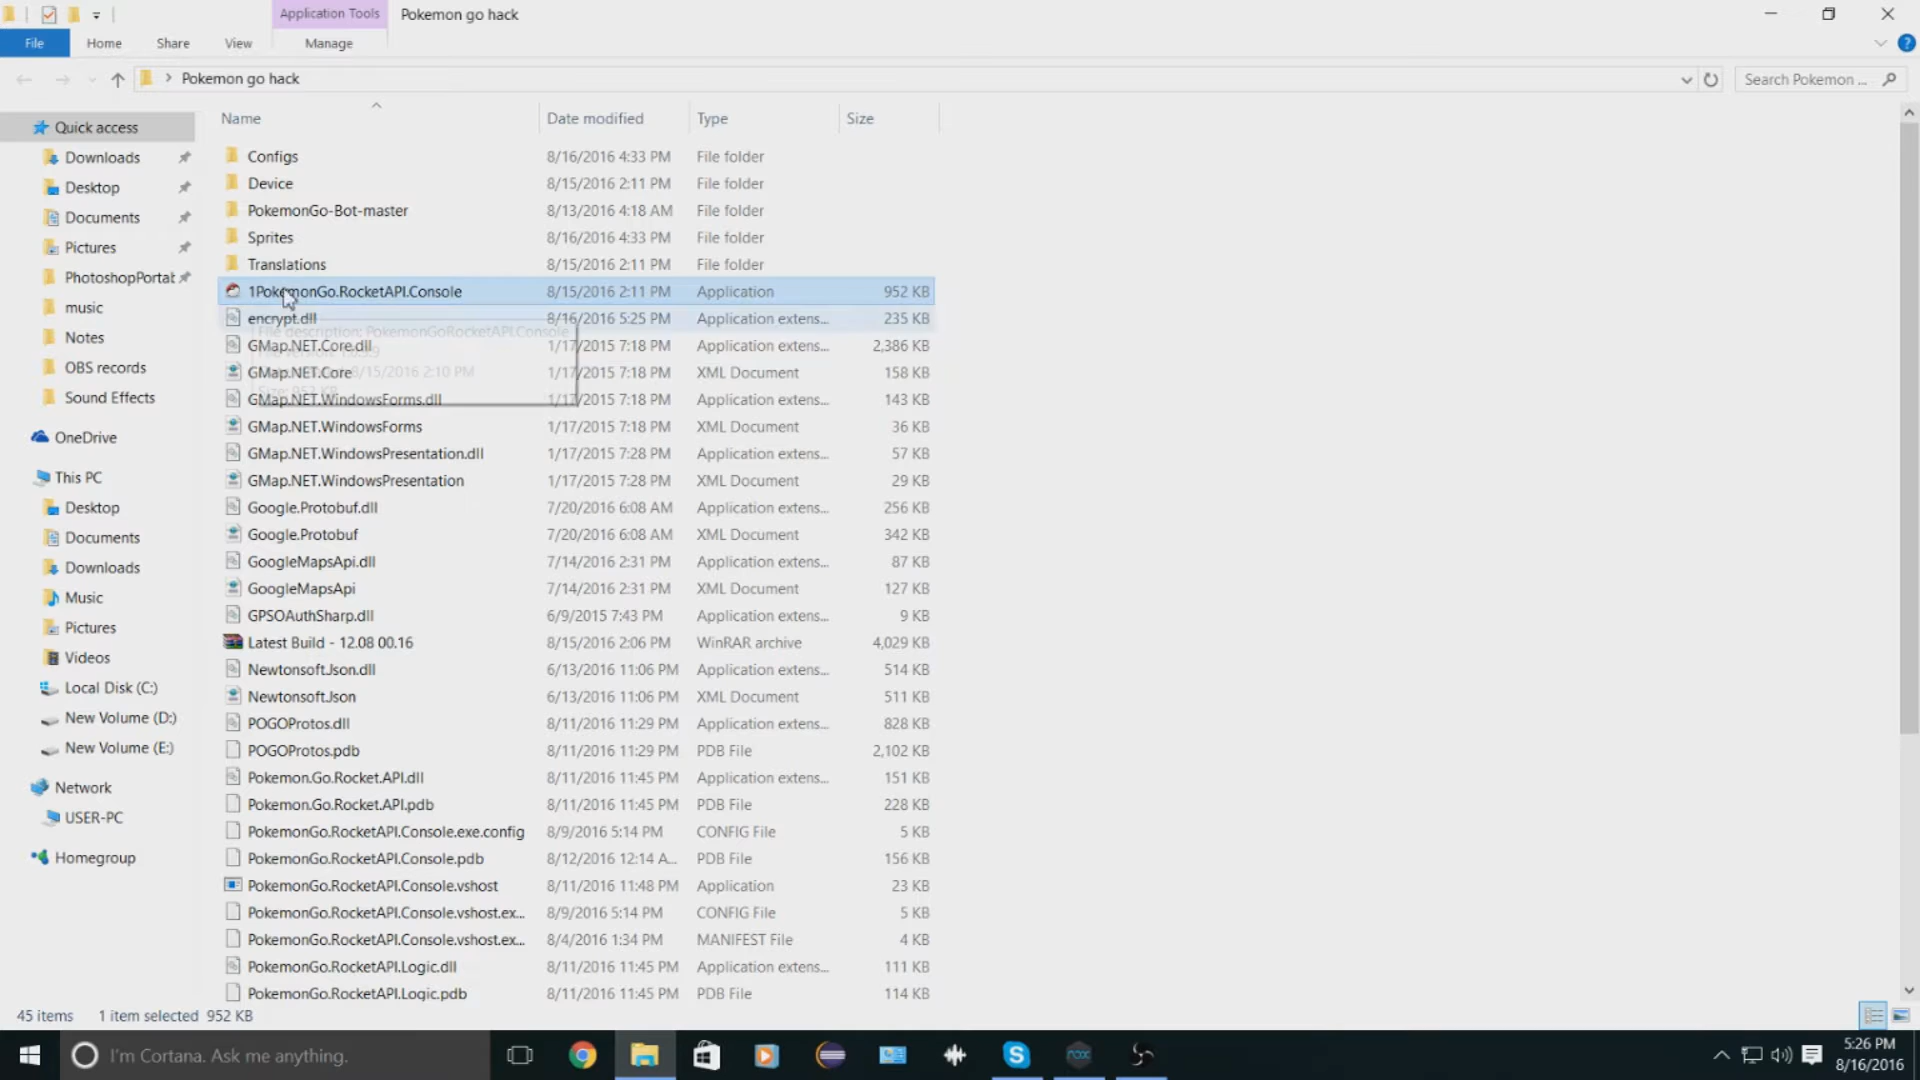 Application Tools
Pokemon go hack
File
Home
Share
View
Manage
Pokemon go hack
Search Pokemon ...
Name
Date modified
Type
Size
Quick access
Downloads
Desktop
Documents
Pictures
PhotoshopPortat
music
Notes
OBS records
Sound Effects
OneDrive
This PC
Desktop
Documents
Downloads
Music
Pictures
Videos
Local Disk (C:)
New Volume (D:)
New Volume (E:)
Network
USER-PC
Homegroup
Configs 8/16/2016 4:33 PM File folder
Device 8/15/2016 2:11 PM File folder
PokemonGo-Bot-master 8/13/2016 4:18 AM File folder
Sprites 8/16/2016 4:33 PM File folder
Translations 8/15/2016 2:11 PM File folder
1PokemonGo.RocketAPI.Console 8/15/2016 2:11 PM Application 952 KB
encrypt.dll 8/16/2016 5:25 PM Application extens... 235 KB
File description: PokemonGoRocketAPI.Console
GMap.NET.Core.dll 1/17/2015 7:18 PM Application extens... 2,386 KB
GMap.NET.Core 1/17/2015 7:18 PM XML Document 158 KB
8/15/2016 2:10 PM
Size: 952 KB
GMap.NET.WindowsForms.dll 1/17/2015 7:18 PM Application extens... 143 KB
GMap.NET.WindowsForms 1/17/2015 7:18 PM XML Document 36 KB
GMap.NET.WindowsPresentation.dll 1/17/2015 7:28 PM Application extens... 57 KB
GMap.NET.WindowsPresentation 1/17/2015 7:28 PM XML Document 29 KB
Google.Protobuf.dll 7/20/2016 6:08 AM Application extens... 256 KB
Google.Protobuf 7/20/2016 6:08 AM XML Document 342 KB
GoogleMapsApi.dll 7/14/2016 2:31 PM Application extens... 87 KB
GoogleMapsApi 7/14/2016 2:31 PM XML Document 127 KB
GPSOAuthSharp.dll 6/9/2015 7:43 PM Application extens... 9 KB
Latest Build - 12.08 00.16 8/15/2016 2:06 PM WinRAR archive 4,029 KB
Newtonsoft.Json.dll 6/13/2016 11:06 PM Application extens... 514 KB
Newtonsoft.Json 6/13/2016 11:06 PM XML Document 511 KB
POGOProtos.dll 8/11/2016 11:29 PM Application extens... 828 KB
POGOProtos.pdb 8/11/2016 11:29 PM PDB File 2,102 KB
Pokemon.Go.Rocket.API.dll 8/11/2016 11:45 PM Application extens... 151 KB
Pokemon.Go.Rocket.API.pdb 8/11/2016 11:45 PM PDB File 228 KB
PokemonGo.RocketAPI.Console.exe.config 8/9/2016 5:14 PM CONFIG File 5 KB
PokemonGo.RocketAPI.Console.pdb 8/12/2016 12:14 A... PDB File 156 KB
PokemonGo.RocketAPI.Console.vshost 8/11/2016 11:48 PM Application 23 KB
PokemonGo.RocketAPI.Console.vshost.ex... 8/9/2016 5:14 PM CONFIG File 5 KB
PokemonGo.RocketAPI.Console.vshost.ex... 8/4/2016 1:34 PM MANIFEST File 4 KB
PokemonGo.RocketAPI.Logic.dll 8/11/2016 11:45 PM Application extens... 111 KB
PokemonGo.RocketAPI.Logic.pdb 8/11/2016 11:45 PM PDB File 114 KB
45 items 1 item selected 952 KB
I'm Cortana. Ask me anything.
nox
5:26 PM
8/16/2016